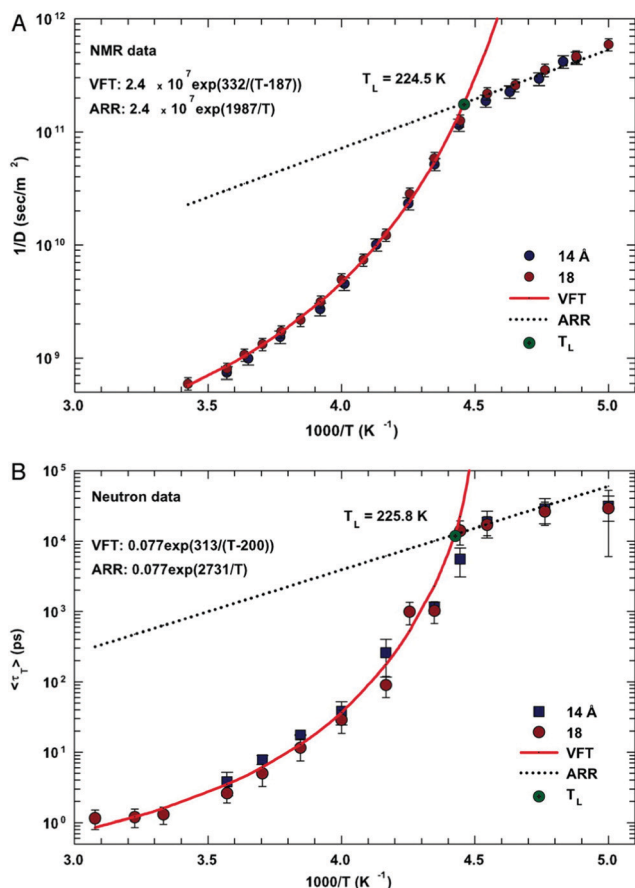 A
10^12
10^11
10^10
10^9
1/D (sec/m^2)
NMR data
VFT: 2.4 × 10^7 exp(332/(T-187))
ARR: 2.4 × 10^7 exp(1987/T)
T_L = 224.5 K
14 Å
18
VFT
ARR
T_L
3.0 3.5 4.0 4.5 5.0
1000/T (K^-1)
B
10^5
10^4
10^3
10^2
10^1
10^0
<τ_T> (ps)
Neutron data
VFT: 0.077exp(313/(T-200))
ARR: 0.077exp(2731/T)
T_L = 225.8 K
14 Å
18
VFT
ARR
T_L
3.0 3.5 4.0 4.5 5.0
1000/T (K^-1)